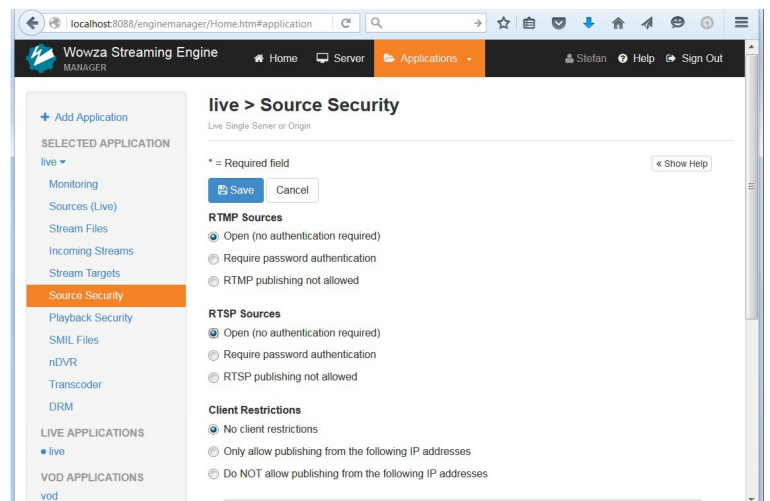 localhost:8088/enginemanager/Home.htm#application
Wowza Streaming Engine
MANAGER
Home
Server
Applications
Stefan
Help
Sign Out
+ Add Application
SELECTED APPLICATION
live
Monitoring
Sources (Live)
Stream Files
Incoming Streams
Stream Targets
Source Security
Playback Security
SMIL Files
nDVR
Transcoder
DRM
LIVE APPLICATIONS
live
VOD APPLICATIONS
vod
live > Source Security
Live Single Server or Origin
* = Required field
« Show Help
Save
Cancel
RTMP Sources
Open (no authentication required)
Require password authentication
RTMP publishing not allowed
RTSP Sources
Open (no authentication required)
Require password authentication
RTSP publishing not allowed
Client Restrictions
No client restrictions
Only allow publishing from the following IP addresses
Do NOT allow publishing from the following IP addresses